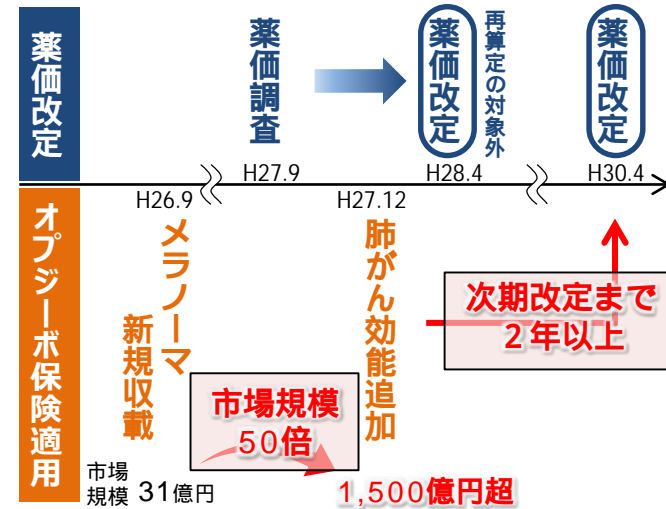 薬価改定
薬価調査
薬価改定
再算定の対象外
薬価改定
H27.9
H28.4
H30.4
H26.9
H27.12
オプジーボ保険適用
メラノーマ
新規収載
肺がん効能追加
次期改定まで
2年以上
市場規模
50倍
市場
規模 31億円
1,500億円超